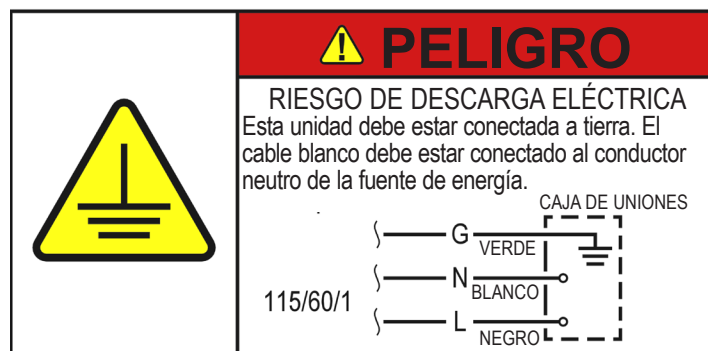 PELIGRO
RIESGO DE DESCARGA ELÉCTRICA
Esta unidad debe estar conectada a tierra. El
cable blanco debe estar conectado al conductor
neutro de la fuente de energía.
CAJA DE UNIONES
G
VERDE
115/60/1
N
BLANCO
L
NEGRO